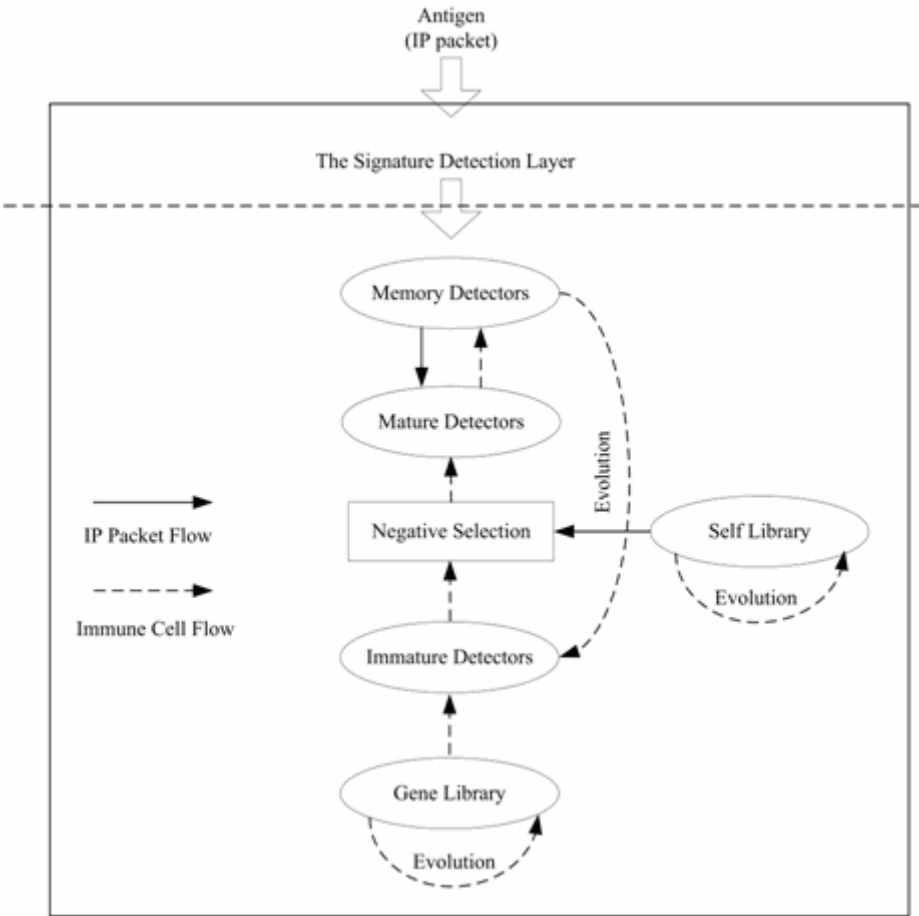 Antigen
(IP packet)
The Signature Detection Layer
Memory Detectors
Mature Detectors
Evolution
IP Packet Flow
Negative Selection
Self Library
Evolution
Immune Cell Flow
Immature Detectors
Gene Library
Evolution